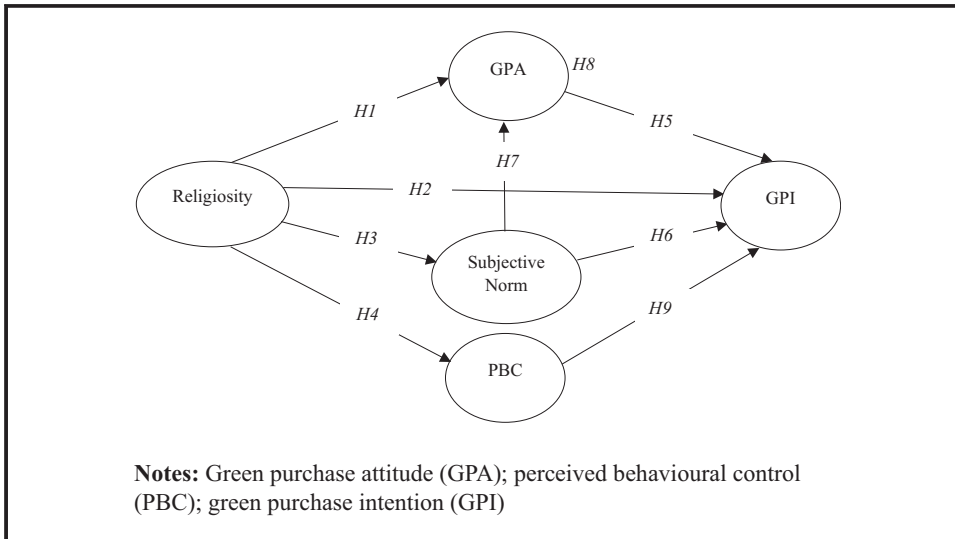 GPA
H8
H1
H5
H7
Religiosity
H2
GPI
H3
H6
Subjective
Norm
H4
H9
PBC
Notes: Green purchase attitude (GPA); perceived behavioural control
(PBC); green purchase intention (GPI)